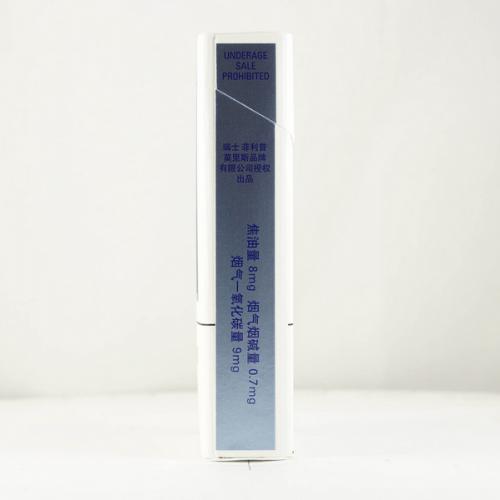 UNDERAGE
SALE
PROHIBITED
瑞士 菲利普
莫里斯品牌
有限公司授权
出品
焦油量 8mg 烟气烟碱量 0.7mg
烟气一氧化碳量 9mg